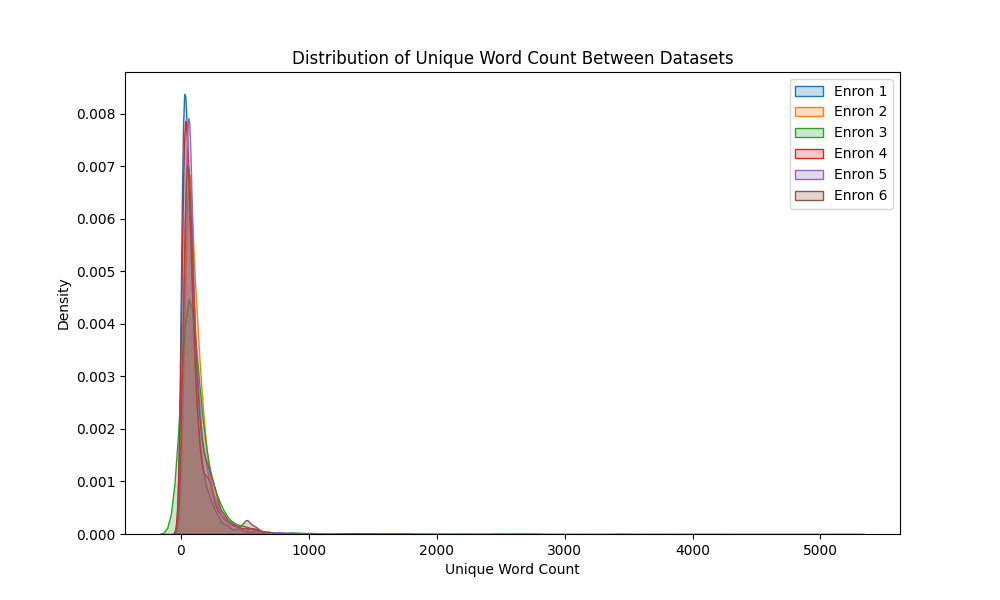 Distribution of Unique Word Count Between Datasets
Enron 1
Enron 2
Enron 3
Enron 4
Enron 5
Enron 6
0.008
0.007
0.006
0.005
0.004
0.003
0.002
0.001
0.000
Density
0 1000 2000 3000 4000 5000
Unique Word Count